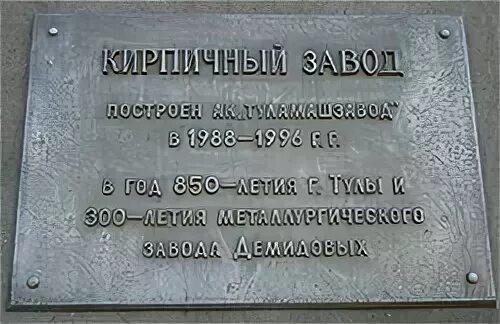 КИРПИЧНЫЙ ЗАВОД
ПОСТРОЕН АК„ТУЛАМАШЗАВОД"
В 1988–1996 Г.Г.
В ГОД 850–ЛЕТИЯ Г. ТУЛЫ И
300–ЛЕТИЯ МЕТАЛЛУРГИЧЕСКОГО
ЗАВОДА ДЕМИДОВЫХ